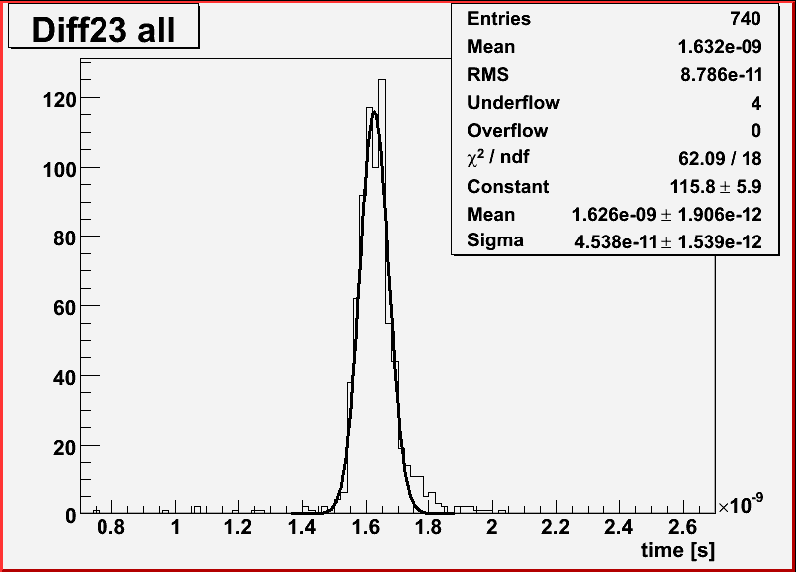 Diff23 all
Entries 740
Mean 1.632e-09
RMS 8.786e-11
Underflow 4
Overflow 0
χ² / ndf 62.09 / 18
Constant 115.8 ± 5.9
Mean 1.626e-09 ± 1.906e-12
Sigma 4.538e-11 ± 1.539e-12
120
100
80
60
40
20
0
0.8 1 1.2 1.4 1.6 1.8 2 2.2 2.4 2.6
×10⁻⁹
time [s]